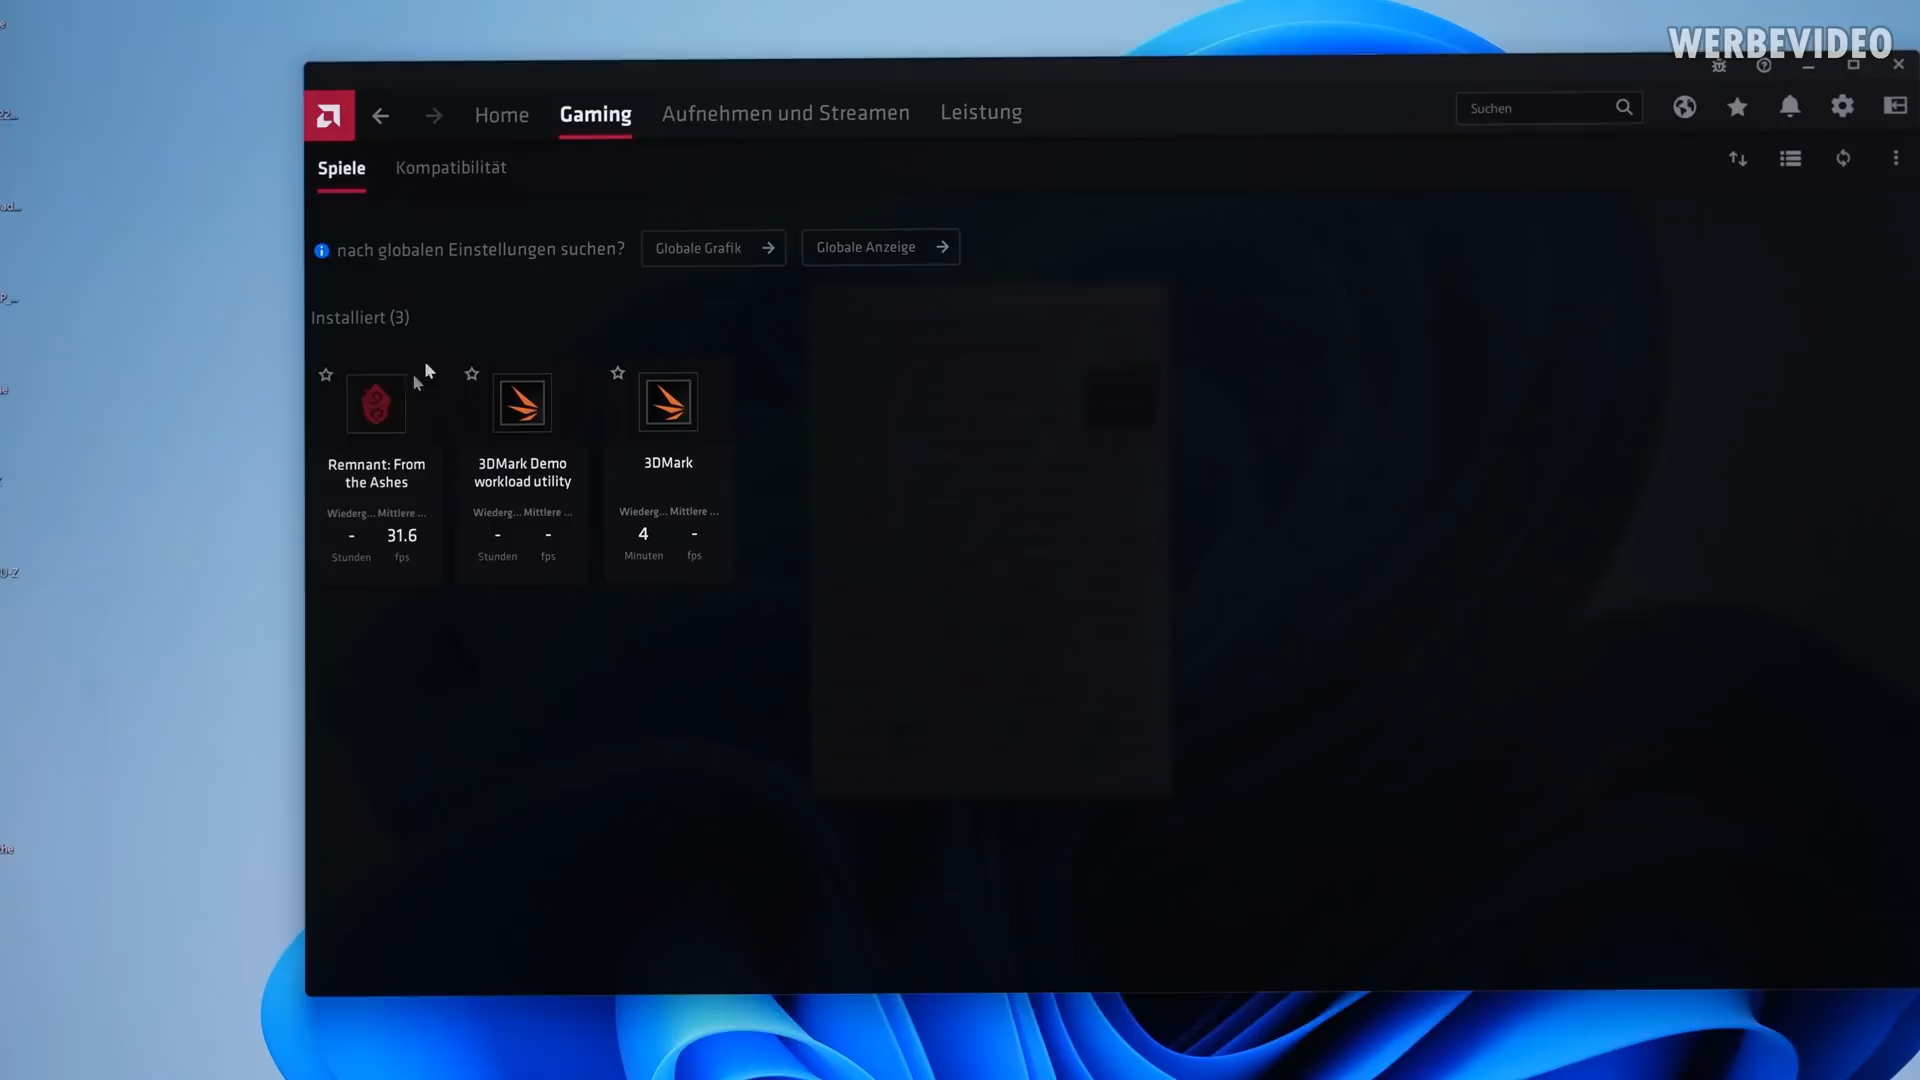 WERBEVIDEO
Home Gaming Aufnehmen und Streamen Leistung Suchen
Spiele Kompatibilität
nach globalen Einstellungen suchen? Globale Grafik Globale Anzeige
Installiert (3)
Remnant: From
the Ashes
Wiederg... Mittlere ...
- 31.6
Stunden fps
3DMark Demo
workload utility
Wiederg... Mittlere ...
- -
Stunden fps
3DMark
Wiederg... Mittlere ...
4 -
Minuten fps